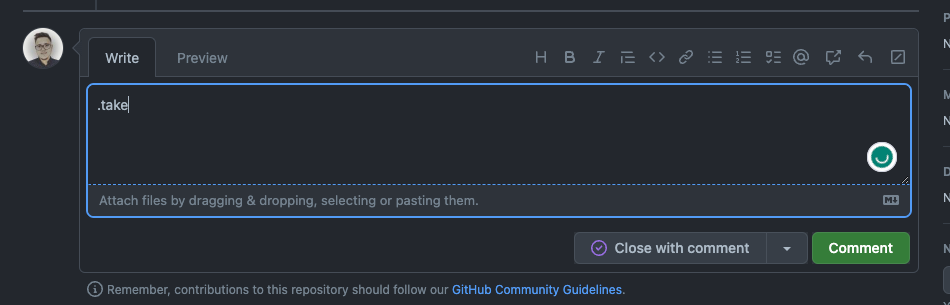 Write
Preview
H B I
.take
Attach files by dragging & dropping, selecting or pasting them.
Close with comment
Comment
Remember, contributions to this repository should follow our GitHub Community Guidelines.
P
N
M
N
D
N
N